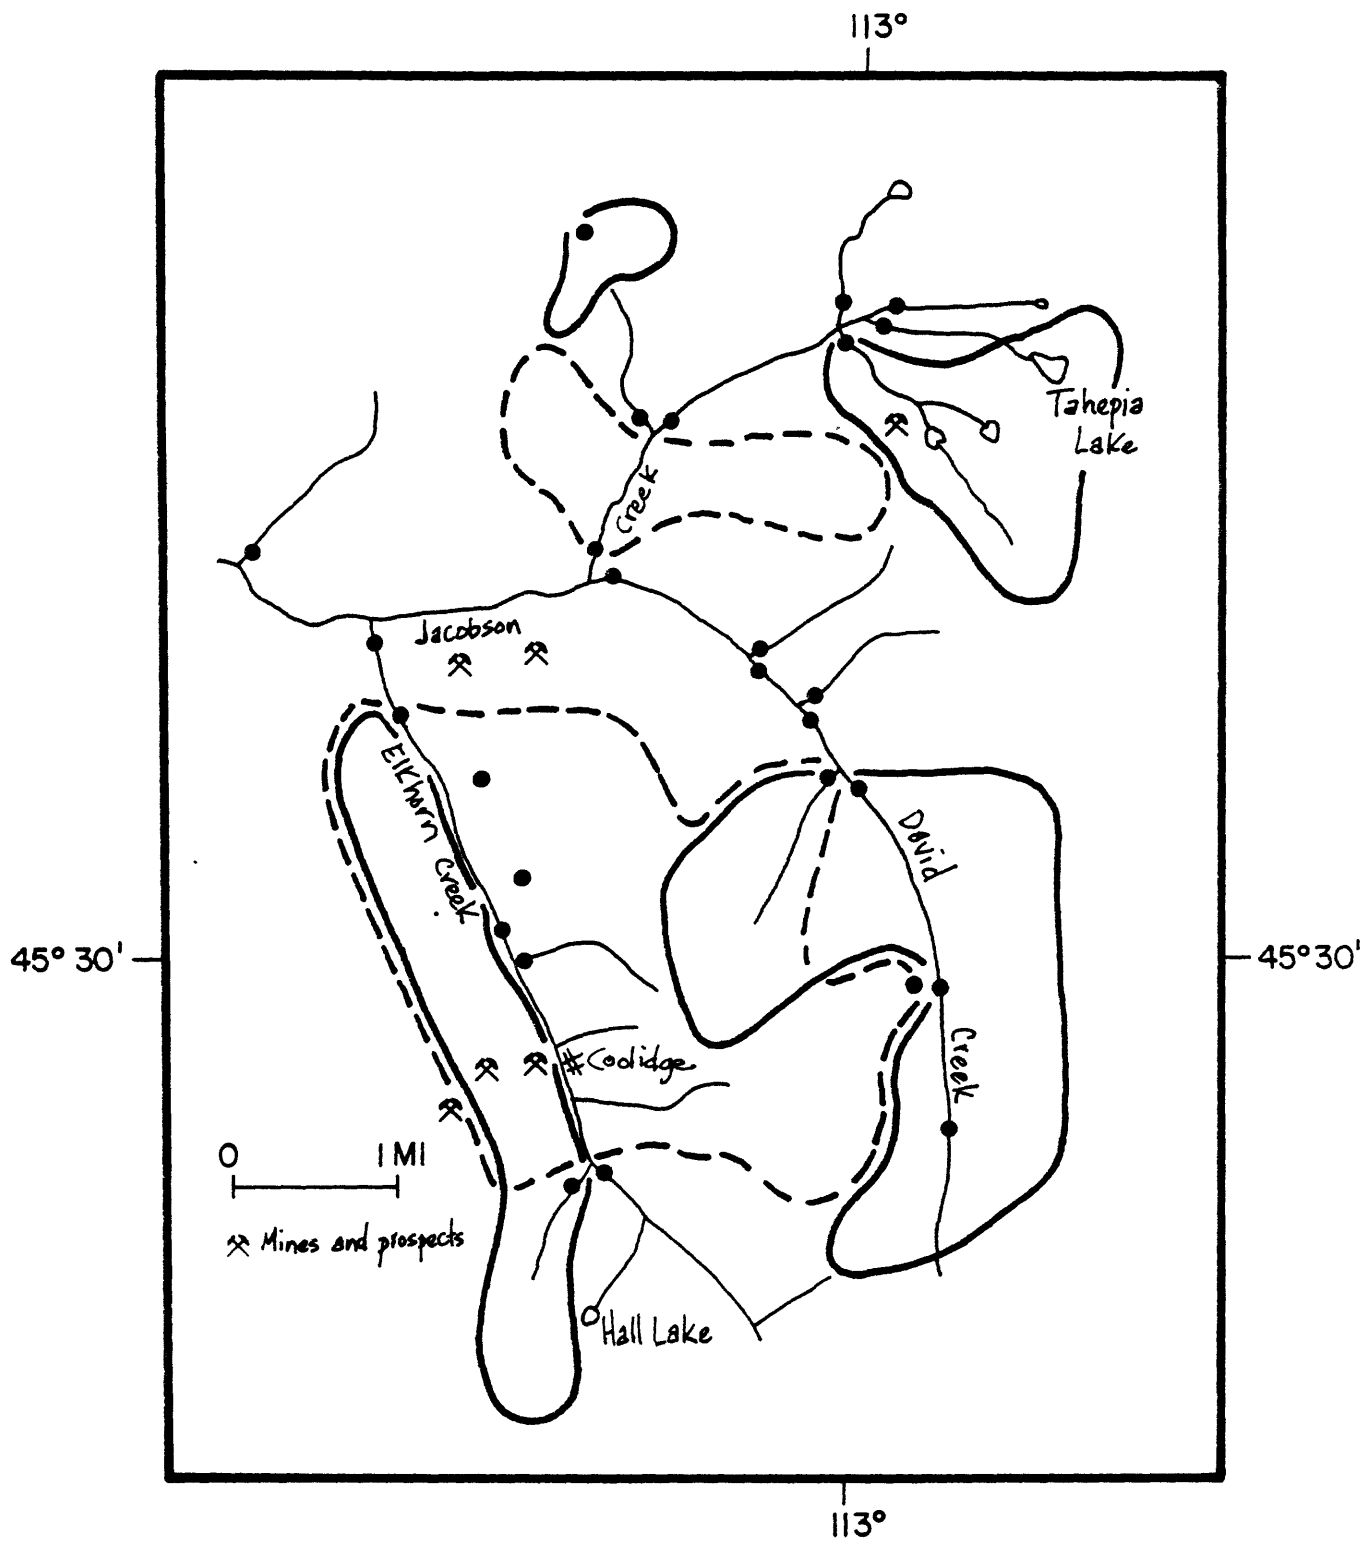 113°
Tahepia
Lake
Creek
Jacobson
Elkhorn Creek
David
45° 30'
45° 30'
Creek
Coolidge
0 1 MI
Mines and prospects
Hall Lake
113°